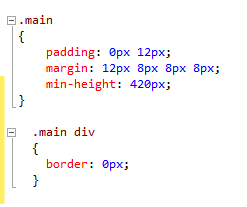 .main
{
padding: 0px 12px;
margin: 12px 8px 8px 8px;
min-height: 420px;
}
.main div
{
border: 0px;
}